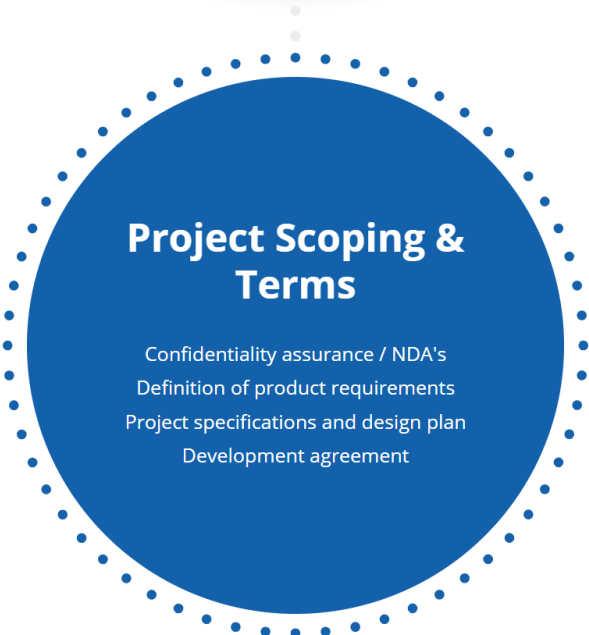 Project Scoping &
Terms
Confidentiality assurance / NDA's
Definition of product requirements
Project specifications and design plan
Development agreement